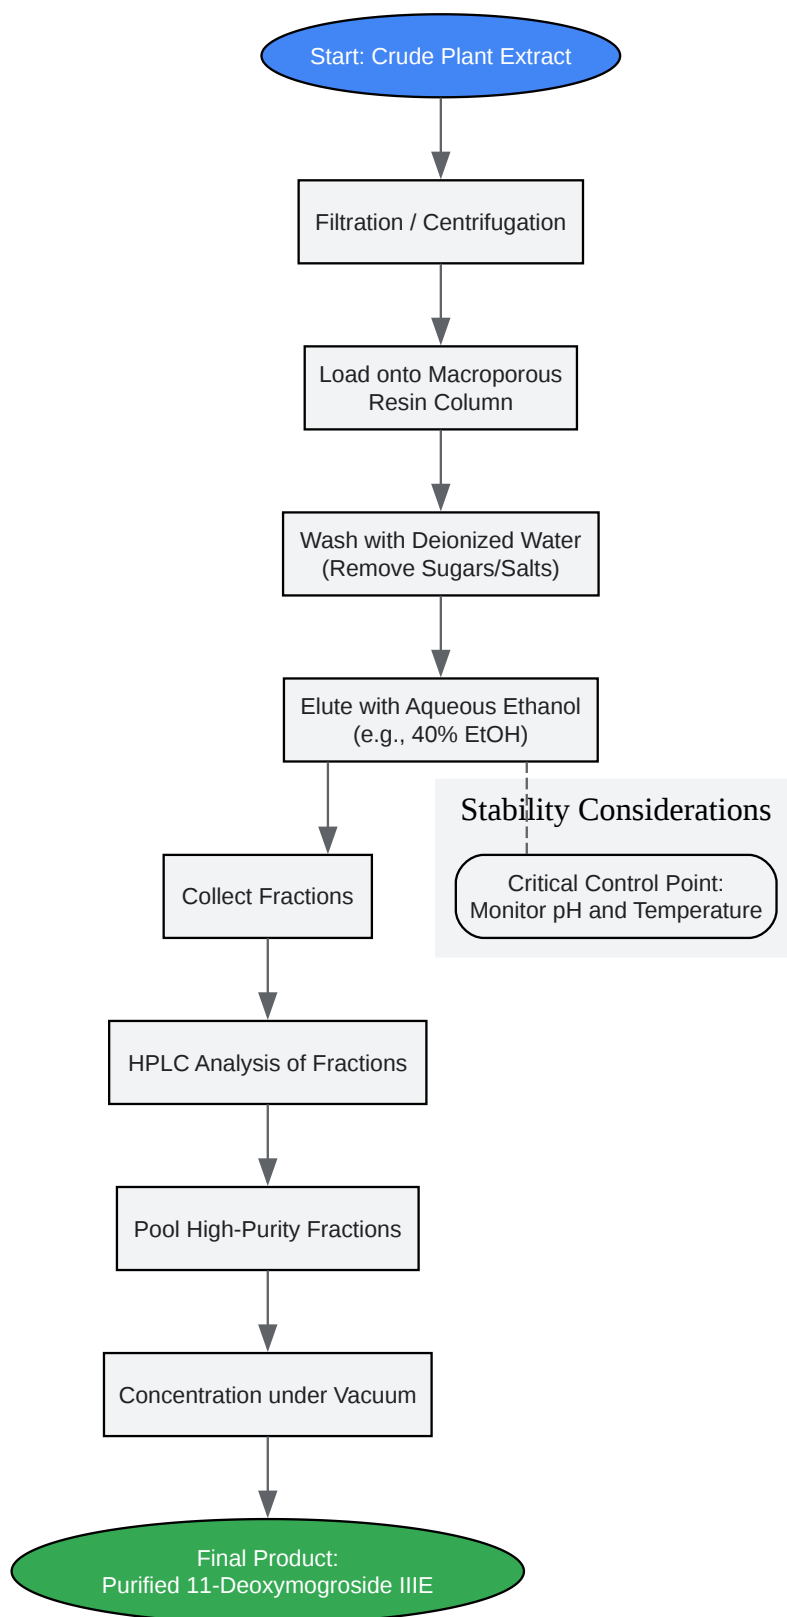 Start: Crude Plant Extract
Filtration / Centrifugation
Load onto Macroporous
Resin Column
Wash with Deionized Water
(Remove Sugars/Salts)
Elute with Aqueous Ethanol
(e.g., 40% EtOH)
Stability Considerations
Critical Control Point:
Monitor pH and Temperature
Collect Fractions
HPLC Analysis of Fractions
Pool High-Purity Fractions
Concentration under Vacuum
Final Product:
Purified 11-Deoxymogroside IIIE